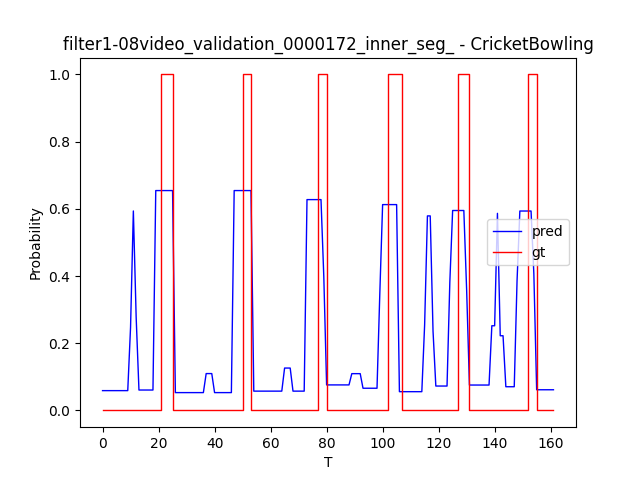 filter1-08video_validation_0000172_inner_seg_ - CricketBowling
1.0
0.8
0.6
0.4
0.2
0.0
Probability
pred
gt
0 20 40 60 80 100 120 140 160
T